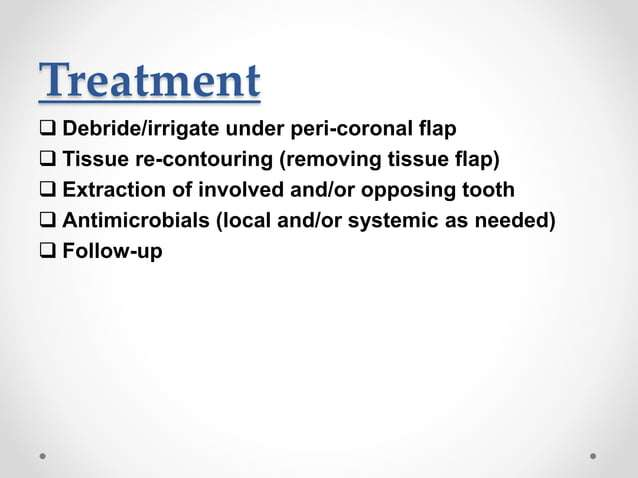 Treatment
❑ Debride/irrigate under peri-coronal flap
❑ Tissue re-contouring (removing tissue flap)
❑ Extraction of involved and/or opposing tooth
❑ Antimicrobials (local and/or systemic as needed)
❑ Follow-up